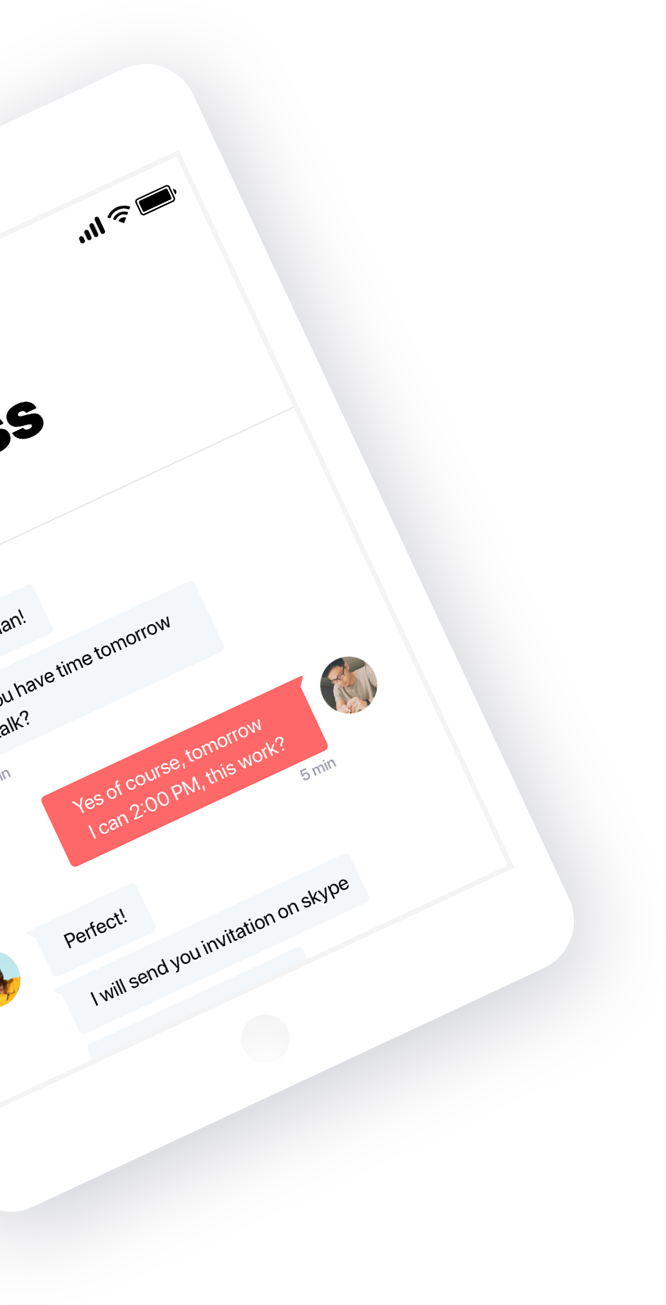 ss
an!
ou have time tomorrow
alk?
in
Yes of course, tomorrow
I can 2:00 PM, this work?
5 min
Perfect!
I will send you invitation on skype